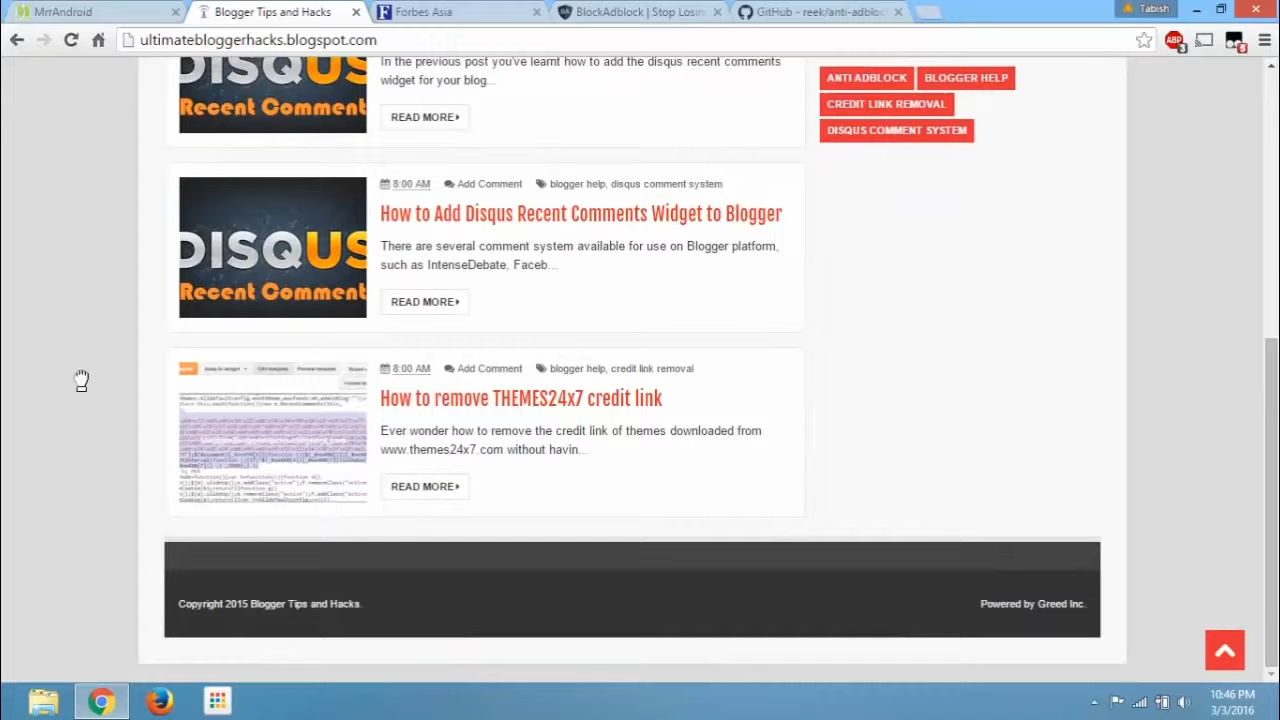 MrrAndroid
Blogger Tips and Hacks
Forbes Asia
BlockAdblock | Stop Losin
GitHub - reek/anti-adbloc
Tabish
ultimatebloggerhacks.blogspot.com
ABP
3
DISQUS
Recent Comment
In the previous post you've learnt how to add the disqus recent comments
widget for your blog...
READ MORE
ANTI ADBLOCK
BLOGGER HELP
CREDIT LINK REMOVAL
DISQUS COMMENT SYSTEM
DISQUS
Recent Comment
8:00 AM
Add Comment
blogger help, disqus comment system
How to Add Disqus Recent Comments Widget to Blogger
There are several comment system available for use on Blogger platform,
such as IntenseDebate, Faceb...
READ MORE
8:00 AM
Add Comment
blogger help, credit link removal
How to remove THEMES24x7 credit link
Ever wonder how to remove the credit link of themes downloaded from
www.themes24x7.com without havin...
READ MORE
Copyright 2015 Blogger Tips and Hacks.
Powered by Greed Inc.
10:46 PM
3/3/2016